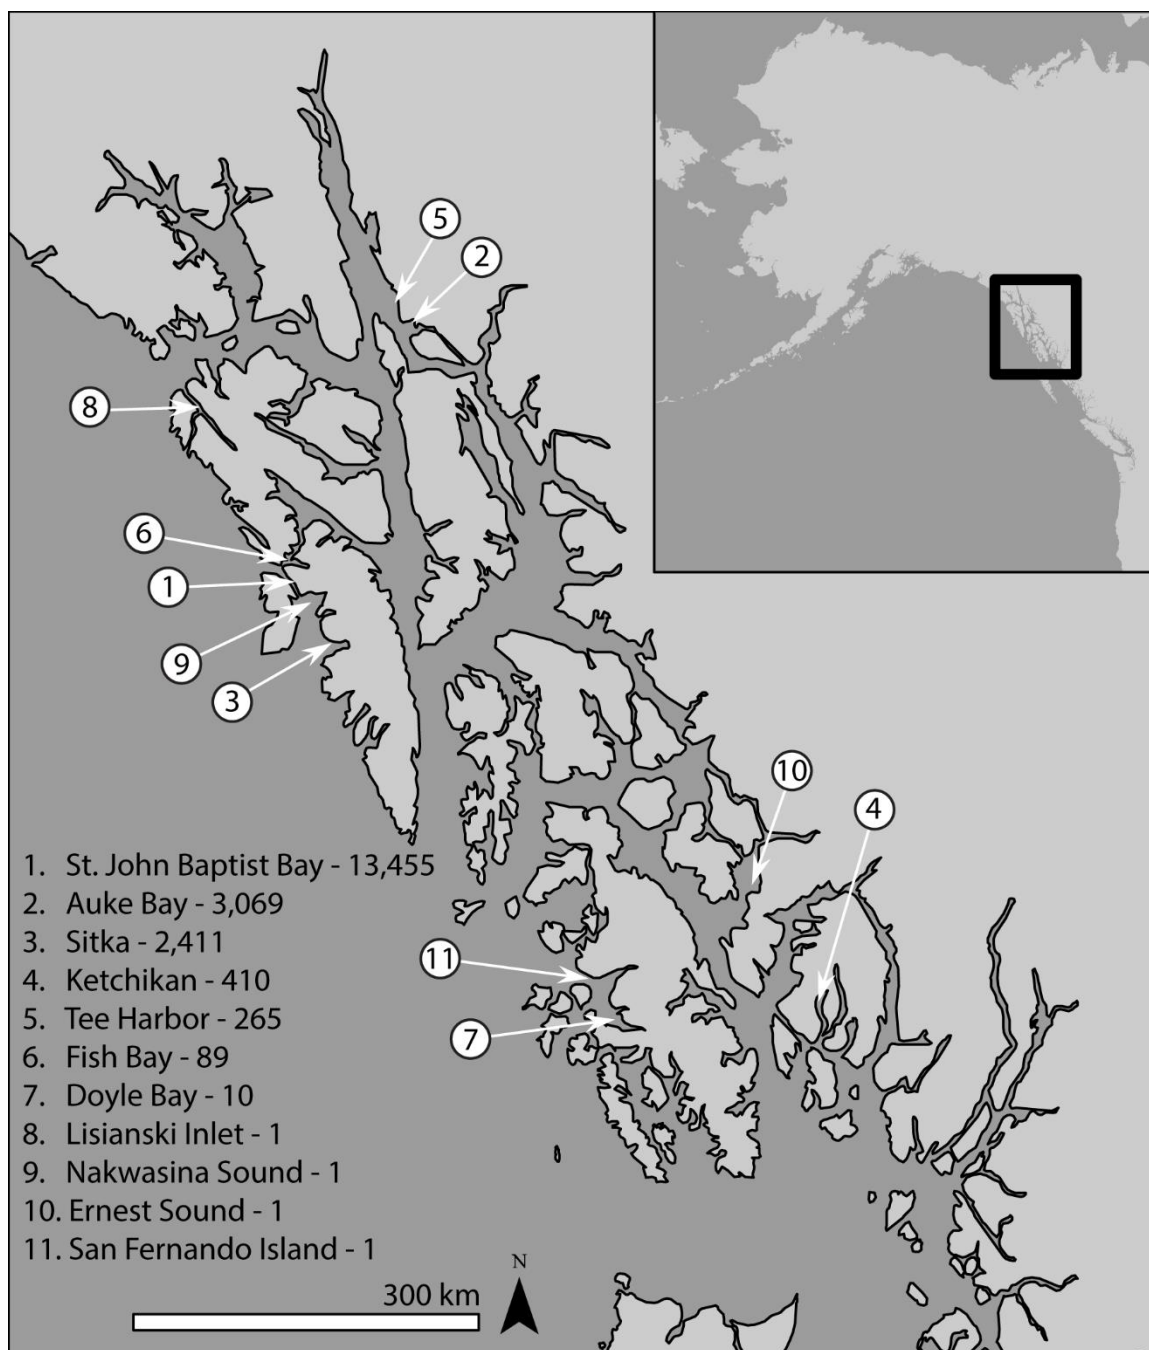 5
2
8
6
1
9
3
10
4
11
7
1. St. John Baptist Bay - 13,455
2. Auke Bay - 3,069
3. Sitka - 2,411
4. Ketchikan - 410
5. Tee Harbor - 265
6. Fish Bay - 89
7. Doyle Bay - 10
8. Lisianski Inlet - 1
9. Nakwasina Sound - 1
10. Ernest Sound - 1
11. San Fernando Island - 1
N
300 km